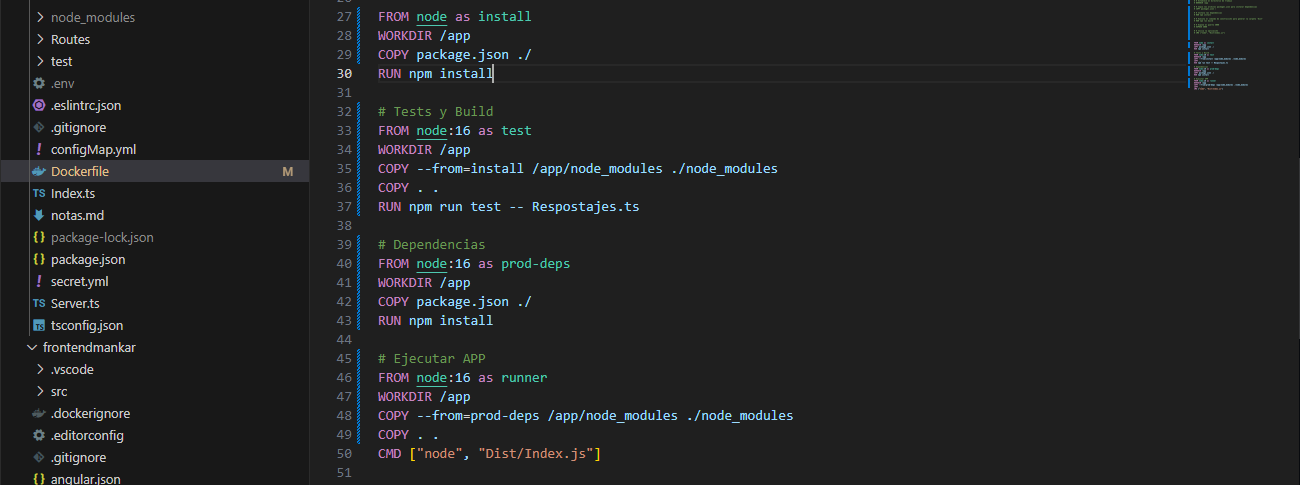 node_modules
Routes
test
.env
.eslintrc.json
.gitignore
configMap.yml
Dockerfile M
TS Index.ts
notas.md
{} package-lock.json
{} package.json
! secret.yml
TS Server.ts
TS tsconfig.json
frontendmankar
.vscode
src
.dockerignore
.editorconfig
.gitignore
{} angular.json
27 FROM node as install
28 WORKDIR /app
29 COPY package.json ./
30 RUN npm install
31
32 # Tests y Build
33 FROM node:16 as test
34 WORKDIR /app
35 COPY --from=install /app/node_modules ./node_modules
36 COPY . .
37 RUN npm run test -- Respostajes.ts
38
39 # Dependencias
40 FROM node:16 as prod-deps
41 WORKDIR /app
42 COPY package.json ./
43 RUN npm install
44
45 # Ejecutar APP
46 FROM node:16 as runner
47 WORKDIR /app
48 COPY --from=prod-deps /app/node_modules ./node_modules
49 COPY . .
50 CMD ["node", "Dist/Index.js"]
51